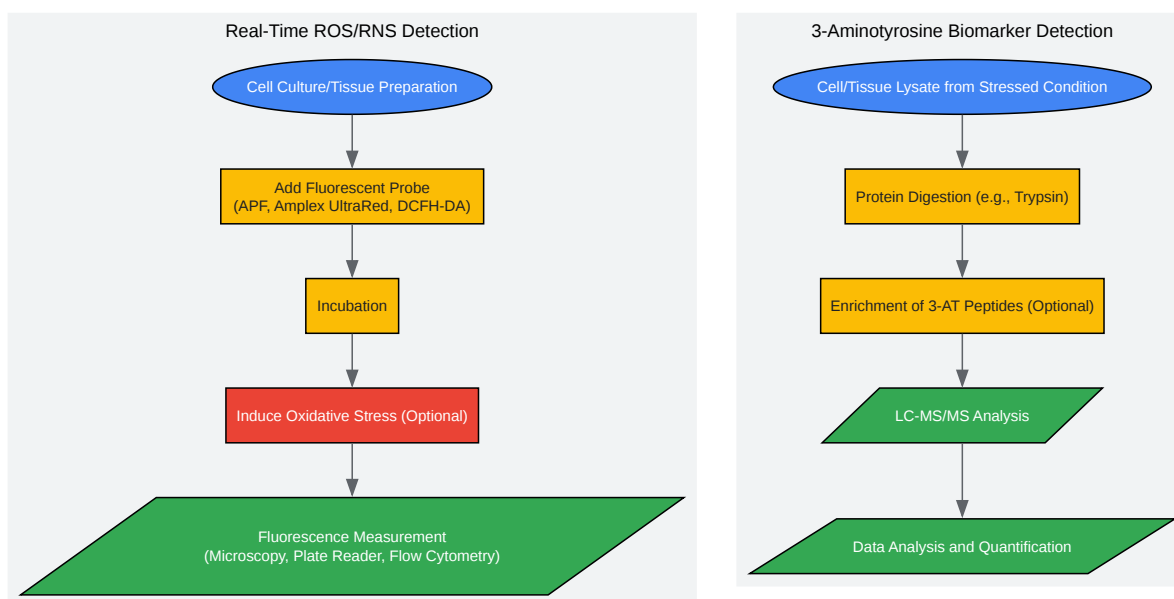 Real-Time ROS/RNS Detection
Cell Culture/Tissue Preparation
Add Fluorescent Probe
(APF, Amplex UltraRed, DCFH-DA)
Incubation
Induce Oxidative Stress (Optional)
Fluorescence Measurement
(Microscopy, Plate Reader, Flow Cytometry)
3-Aminotyrosine Biomarker Detection
Cell/Tissue Lysate from Stressed Condition
Protein Digestion (e.g., Trypsin)
Enrichment of 3-AT Peptides (Optional)
LC-MS/MS Analysis
Data Analysis and Quantification